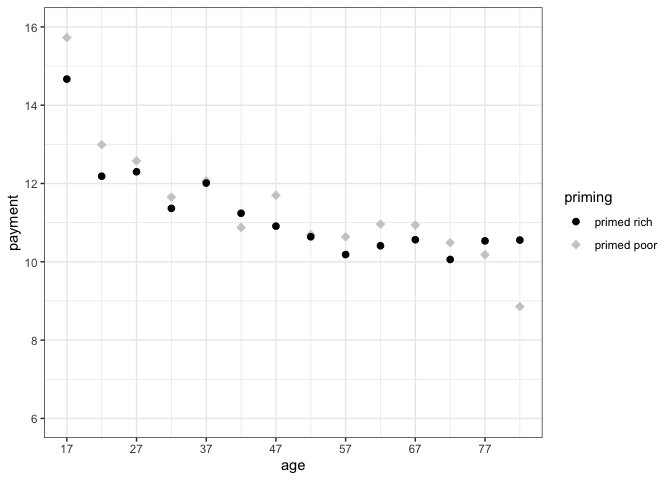 16
14
12
10
8
6
payment
17 27 37 47 57 67 77
age
priming
primed rich
primed poor